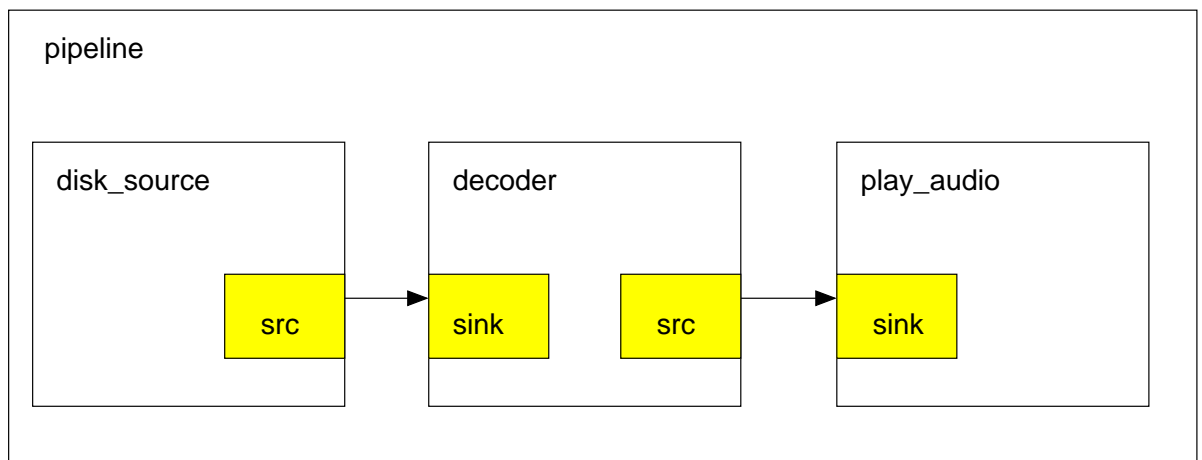 pipeline
disk_source
decoder
play_audio
src
sink
src
sink